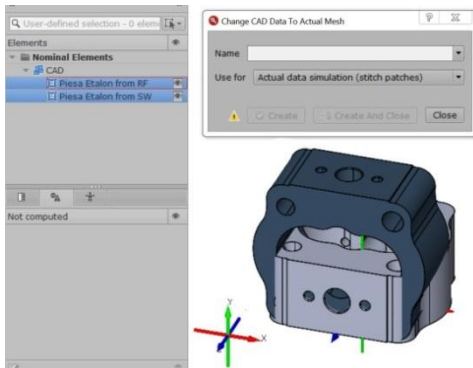 User-defined selection - 0 eleme
Elements
Nominal Elements
CAD
Piesa Etalon from RF
Piesa Etalon from SW
Not computed
Change CAD Data To Actual Mesh
Name
Use for Actual data simulation (stitch patches)
Create Create And Close Close
Y
X